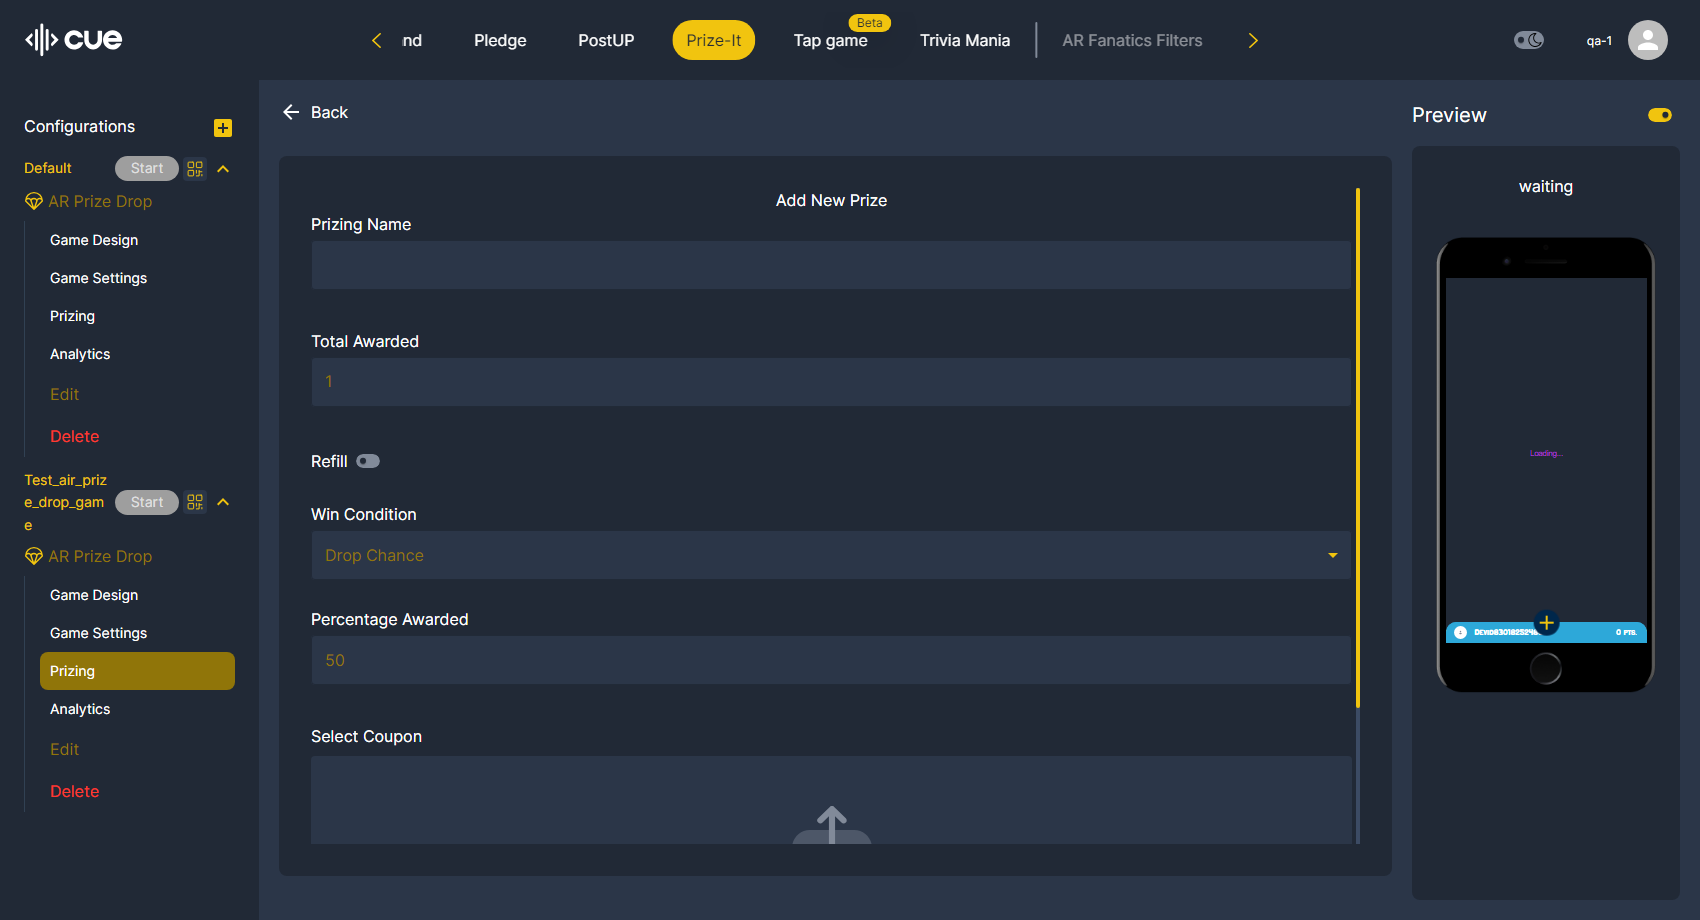 cue
nd
Pledge
PostUP
Prize-It
Beta
Tap game
Trivia Mania
AR Fanatics Filters
qa-1
Configurations
Default
Start
AR Prize Drop
Game Design
Game Settings
Prizing
Analytics
Edit
Delete
Test_air_priz
e_drop_gam
e
Start
AR Prize Drop
Game Design
Game Settings
Prizing
Analytics
Edit
Delete
Back
Add New Prize
Prizing Name
Total Awarded
1
Refill
Win Condition
Drop Chance
Percentage Awarded
50
Select Coupon
Preview
waiting
Loading...
0 PTS.